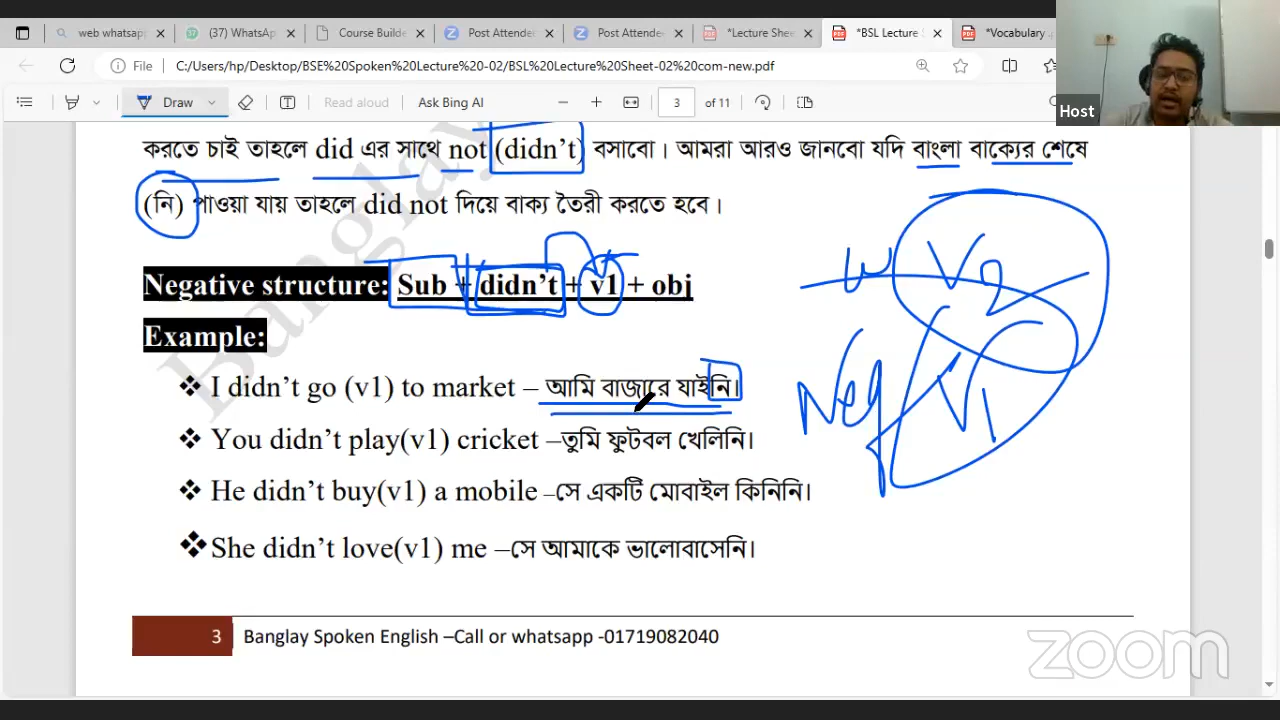 web whatsapp
(37) WhatsA
Course Builde
Post Attende
Post Attende
*Lecture Shee
*BSL Lecture
*Vocabulary
File
C:/Users/hp/Desktop/BSE%20Spoken%20Lecture%20-02/BSL%20Lecture%20Sheet-02%20com-new.pdf
Draw
Read aloud
Ask Bing AI
3
of 11
Host
করতে চাই তাহলে did এর সাথে not (didn't) বসাবো। আমরা আরও জানবো যদি বাংলা বাক্যের শেষে
(নি) পাওয়া যায় তাহলে did not দিয়ে বাক্য তৈরী করতে হবে।
Negative structure: Sub + didn't + v1 + obj
V2
Example:
Neg V1
❖ I didn't go (v1) to market – আমি বাজারে যাইনি।
❖ You didn't play(v1) cricket –তুমি ফুটবল খেলিনি।
❖ He didn't buy(v1) a mobile –সে একটি মোবাইল কিনিনি।
❖ She didn't love(v1) me –সে আমাকে ভালোবাসেনি।
3
Banglay Spoken English –Call or whatsapp -01719082040
zoom